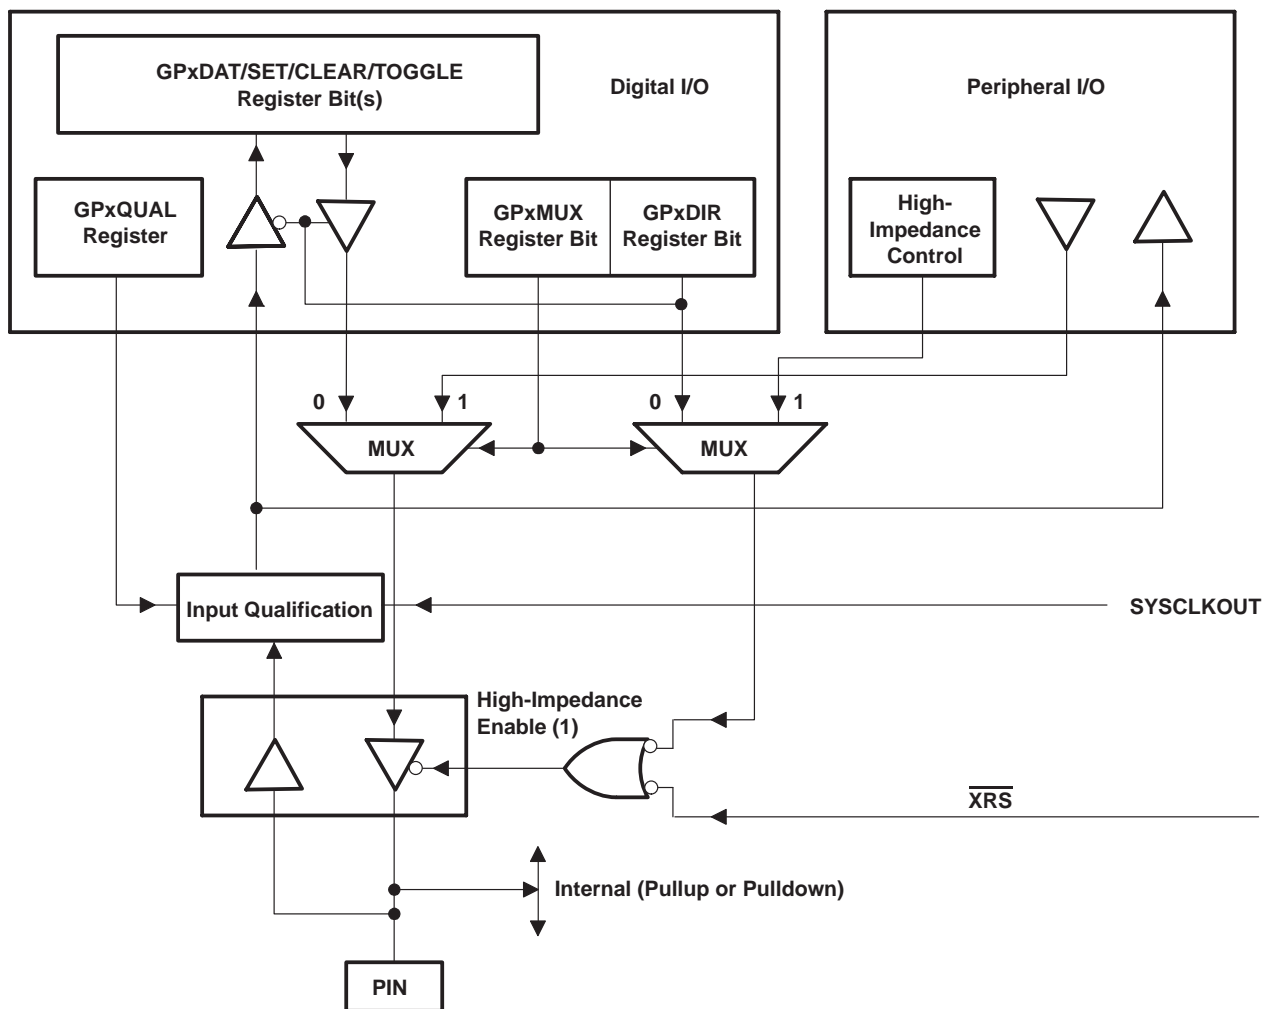 GPxDAT/SET/CLEAR/TOGGLE
Register Bit(s)
Digital I/O
Peripheral I/O
GPxQUAL
Register
GPxMUX
Register Bit
GPxDIR
Register Bit
High-
Impedance
Control
0
1
0
1
MUX
MUX
Input Qualification
SYSCLKOUT
High-Impedance
Enable (1)
XRS
Internal (Pullup or Pulldown)
PIN